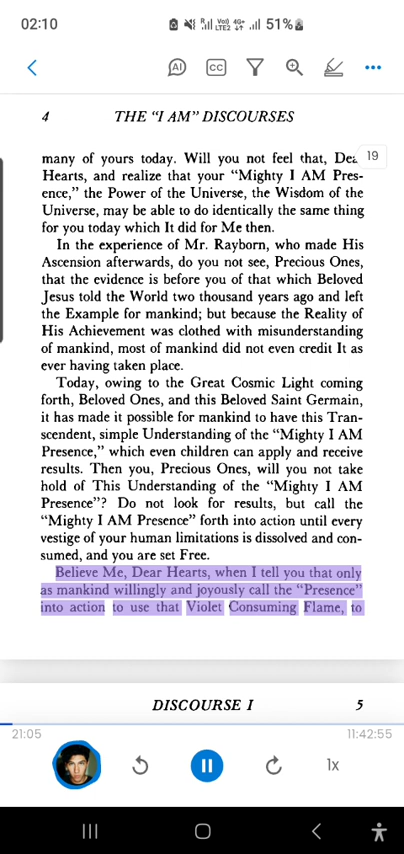 02:10
51%
AI
CC
4 THE “I AM” DISCOURSES
19
many of yours today. Will you not feel that, Dea
Hearts, and realize that your “Mighty I AM Pres-
ence,” the Power of the Universe, the Wisdom of the
Universe, may be able to do identically the same thing
for you today which It did for Me then.
In the experience of Mr. Rayborn, who made His
Ascension afterwards, do you not see, Precious Ones,
that the evidence is before you of that which Beloved
Jesus told the World two thousand years ago and left
the Example for mankind; but because the Reality of
His Achievement was clothed with misunderstanding
of mankind, most of mankind did not even credit It as
ever having taken place.
Today, owing to the Great Cosmic Light coming
forth, Beloved Ones, and this Beloved Saint Germain,
it has made it possible for mankind to have this Tran-
scendent, simple Understanding of the “Mighty I AM
Presence,” which even children can apply and receive
results. Then you, Precious Ones, will you not take
hold of This Understanding of the “Mighty I AM
Presence”? Do not look for results, but call the
“Mighty I AM Presence” forth into action until every
vestige of your human limitations is dissolved and con-
sumed, and you are set Free.
Believe Me, Dear Hearts, when I tell you that only
as mankind willingly and joyously call the “Presence”
into action to use that Violet Consuming Flame, to
DISCOURSE I 5
21:05 11:42:55
1x